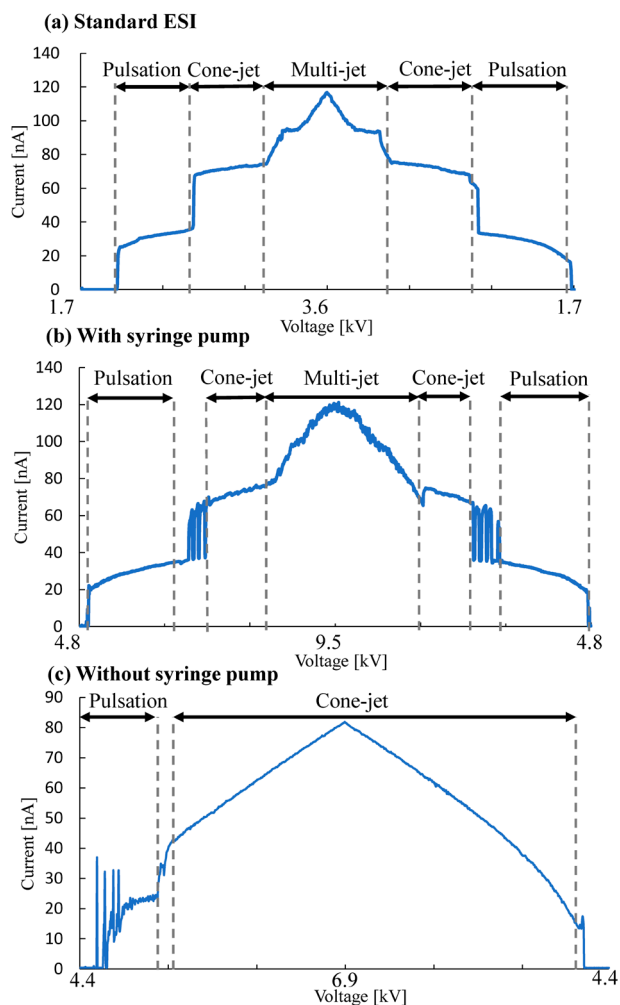 (a) Standard ESI
Pulsation Cone-jet Multi-jet Cone-jet Pulsation
140
120
100
80
60
40
20
0
Current [nA]
1.7 3.6 1.7
Voltage [kV]
(b) With syringe pump
Pulsation Cone-jet Multi-jet Cone-jet Pulsation
140
120
100
80
60
40
20
0
Current [nA]
4.8 9.5 4.8
Voltage [kV]
(c) Without syringe pump
Pulsation Cone-jet
90
80
70
60
50
40
30
20
10
0
Current [nA]
4.4 6.9 4.4
Voltage [kV]